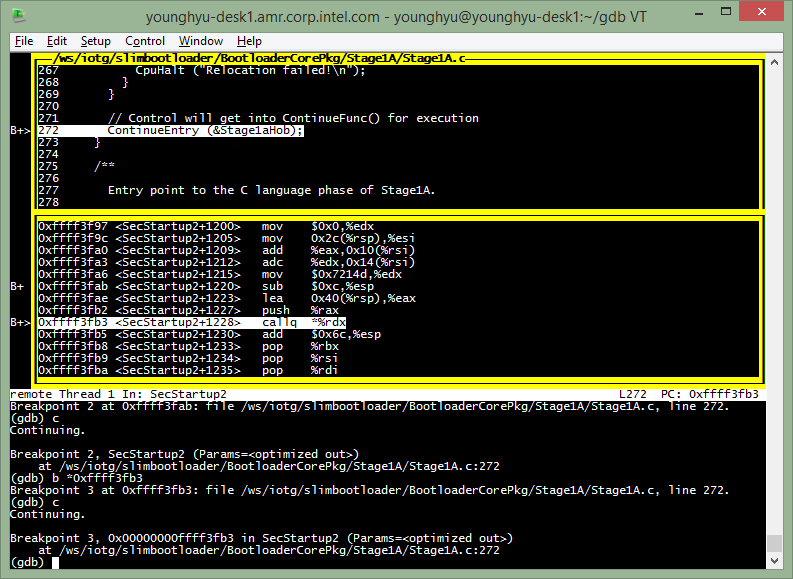 younghyu-desk1.amr.corp.intel.com - younghyu@younghyu-desk1:~/gdb VT
File Edit Setup Control Window Help
/ws/iotg/slimbootloader/BootloaderCorePkg/Stage1A/Stage1A.c
267 CpuHalt ("Relocation failed!\n");
268 }
269 }
270
271 // Control will get into ContinueFunc() for execution
B+>272 ContinueEntry (&Stage1aHob);
273 }
274
275 /**
276
277 Entry point to the C language phase of Stage1A.
278
0xffff3f97 <SecStartup2+1200> mov $0x0,%edx
0xffff3f9c <SecStartup2+1205> mov 0x2c(%rsp),%esi
0xffff3fa0 <SecStartup2+1209> add %eax,0x10(%rsi)
0xffff3fa3 <SecStartup2+1212> adc %edx,0x14(%rsi)
0xffff3fa6 <SecStartup2+1215> mov $0x7214d,%edx
B+ 0xffff3fab <SecStartup2+1220> sub $0xc,%esp
0xffff3fae <SecStartup2+1223> lea 0x40(%rsp),%eax
0xffff3fb2 <SecStartup2+1227> push %rax
B+>0xffff3fb3 <SecStartup2+1228> callq *%rdx
0xffff3fb5 <SecStartup2+1230> add $0x6c,%esp
0xffff3fb8 <SecStartup2+1233> pop %rbx
0xffff3fb9 <SecStartup2+1234> pop %rsi
0xffff3fba <SecStartup2+1235> pop %rdi
remote Thread 1 In: SecStartup2 L272 PC: 0xffff3fb3
Breakpoint 2 at 0xffff3fab: file /ws/iotg/slimbootloader/BootloaderCorePkg/Stage1A/Stage1A.c, line 272.
(gdb) c
Continuing.

Breakpoint 2, SecStartup2 (Params=<optimized out>)
at /ws/iotg/slimbootloader/BootloaderCorePkg/Stage1A/Stage1A.c:272
(gdb) b *0xffff3fb3
Breakpoint 3 at 0xffff3fb3: file /ws/iotg/slimbootloader/BootloaderCorePkg/Stage1A/Stage1A.c, line 272.
(gdb) c
Continuing.

Breakpoint 3, 0x00000000ffff3fb3 in SecStartup2 (Params=<optimized out>)
at /ws/iotg/slimbootloader/BootloaderCorePkg/Stage1A/Stage1A.c:272
(gdb)